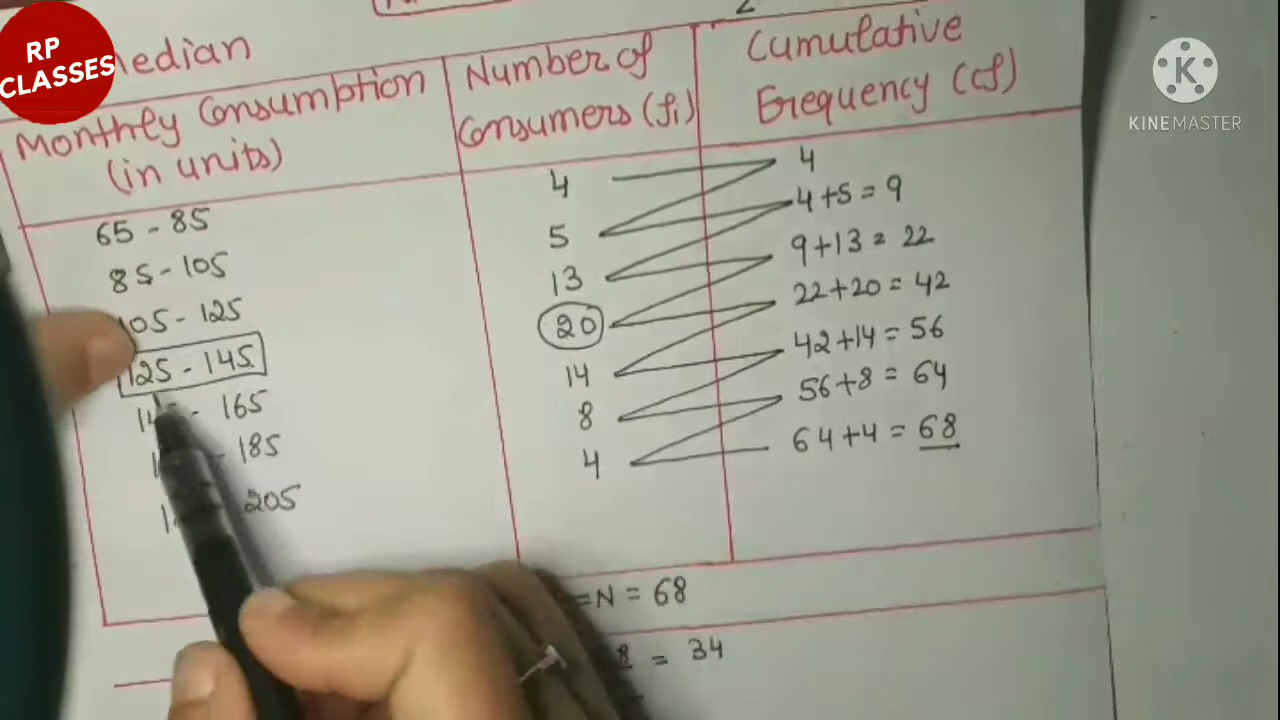 RP
CLASSES
Median
Monthly Consumption
(in units)
Number of
Consumers (fi)
Cumulative
Frequency (cf)
65 - 85 4 4
85 - 105 5 4 + 5 = 9
105 - 125 13 9 + 13 = 22
125 - 145 20 22 + 20 = 42
- 165 14 42 + 14 = 56
- 185 8 56 + 8 = 64
205 4 64 + 4 = 68
= N = 68
= 34
KINEMASTER